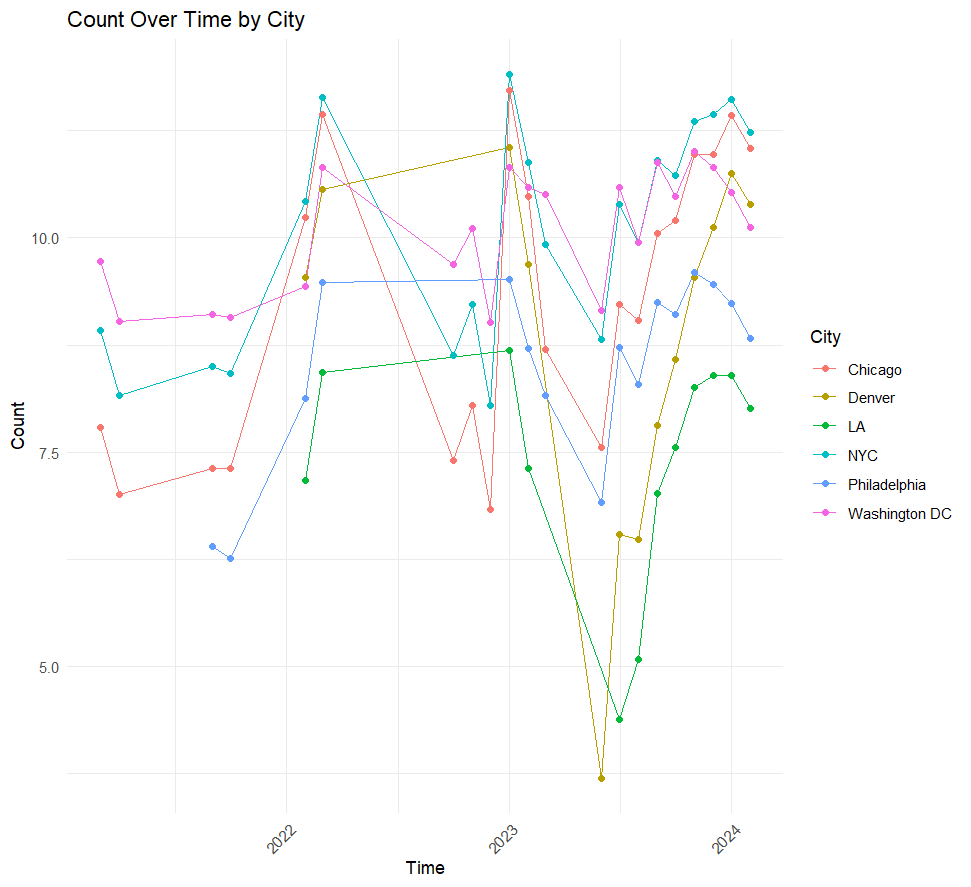 Count Over Time by City
10.0
7.5
5.0
Count
2022
2023
2024
Time
City
Chicago
Denver
LA
NYC
Philadelphia
Washington DC